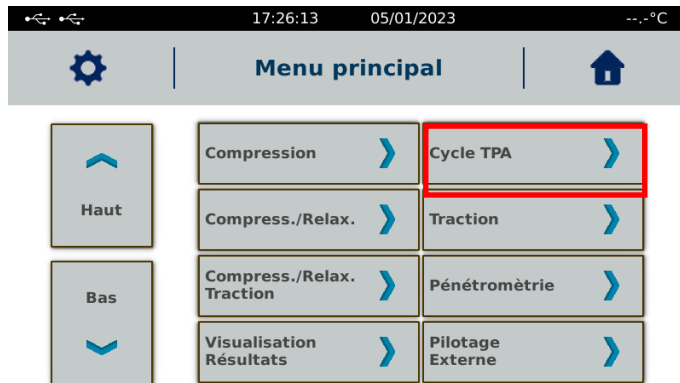 17:26:13 05/01/2023 --.-°C
Menu principal
Haut
Bas
Compression
Cycle TPA
Compress./Relax.
Traction
Compress./Relax.
Traction
Pénétromètrie
Visualisation
Résultats
Pilotage
Externe